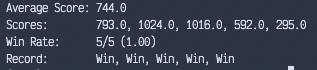 Average Score: 744.0
Scores:        793.0, 1024.0, 1016.0, 592.0, 295.0
Win Rate:      5/5 (1.00)
Record:        Win, Win, Win, Win, Win